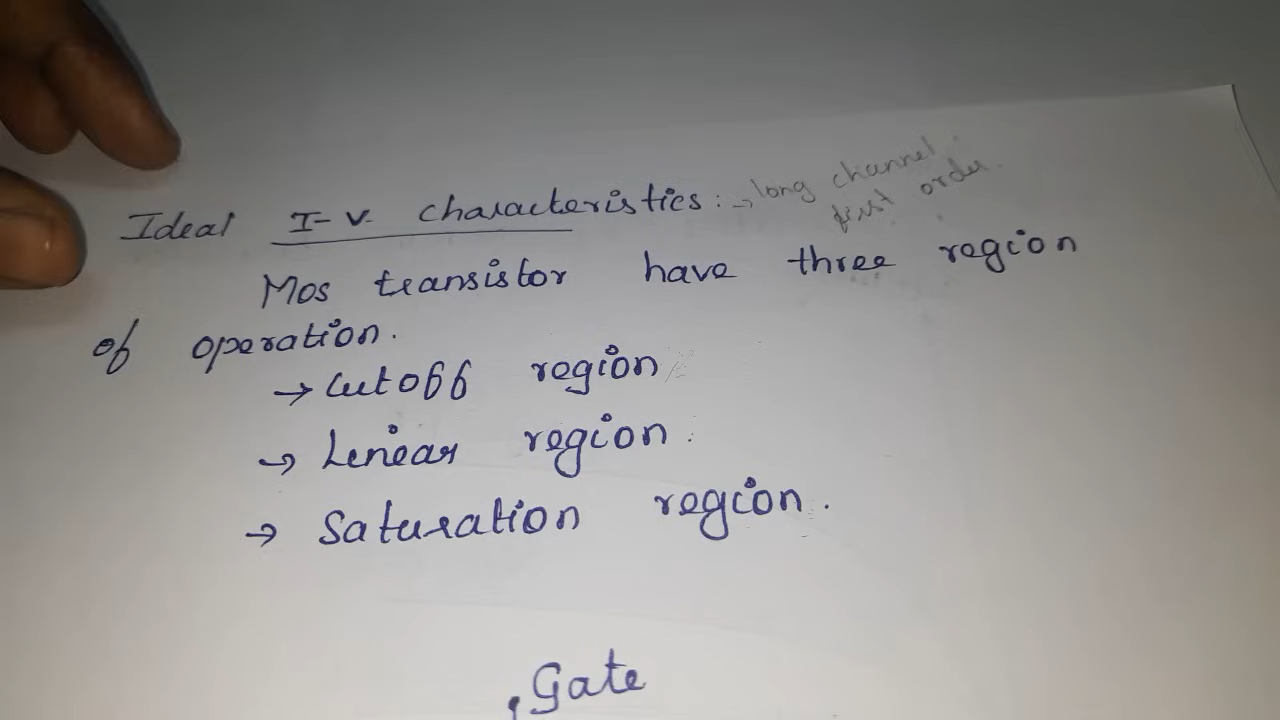 Ideal I-V. characteristics: → long channel
first order.
Mos transistor have three region
of operation.
→ Cutoff region
→ Linear region.
→ Saturation region.
Gate